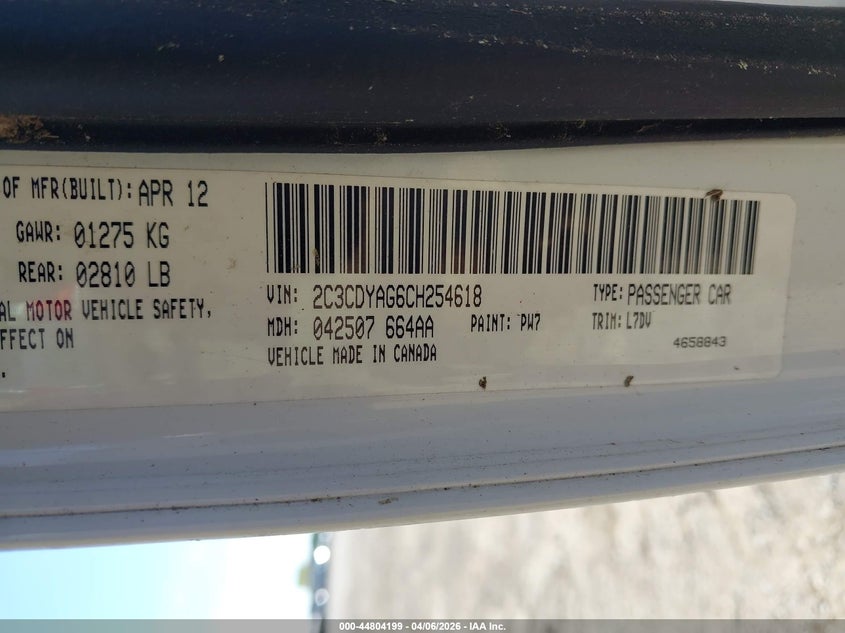 OF MFR(BUILT): APR 12
GAWR: 01275 KG
REAR: 02810 LB
AL MOTOR VEHICLE SAFETY,
FFECT ON
.
VIN: 2C3CDYAG6CH254618 TYPE: PASSENGER CAR
MDH: 042507 664AA PAINT: PW7 TRIM: L7DV
VEHICLE MADE IN CANADA 4658843
000-44804199 - 04/06/2026 - IAA Inc.